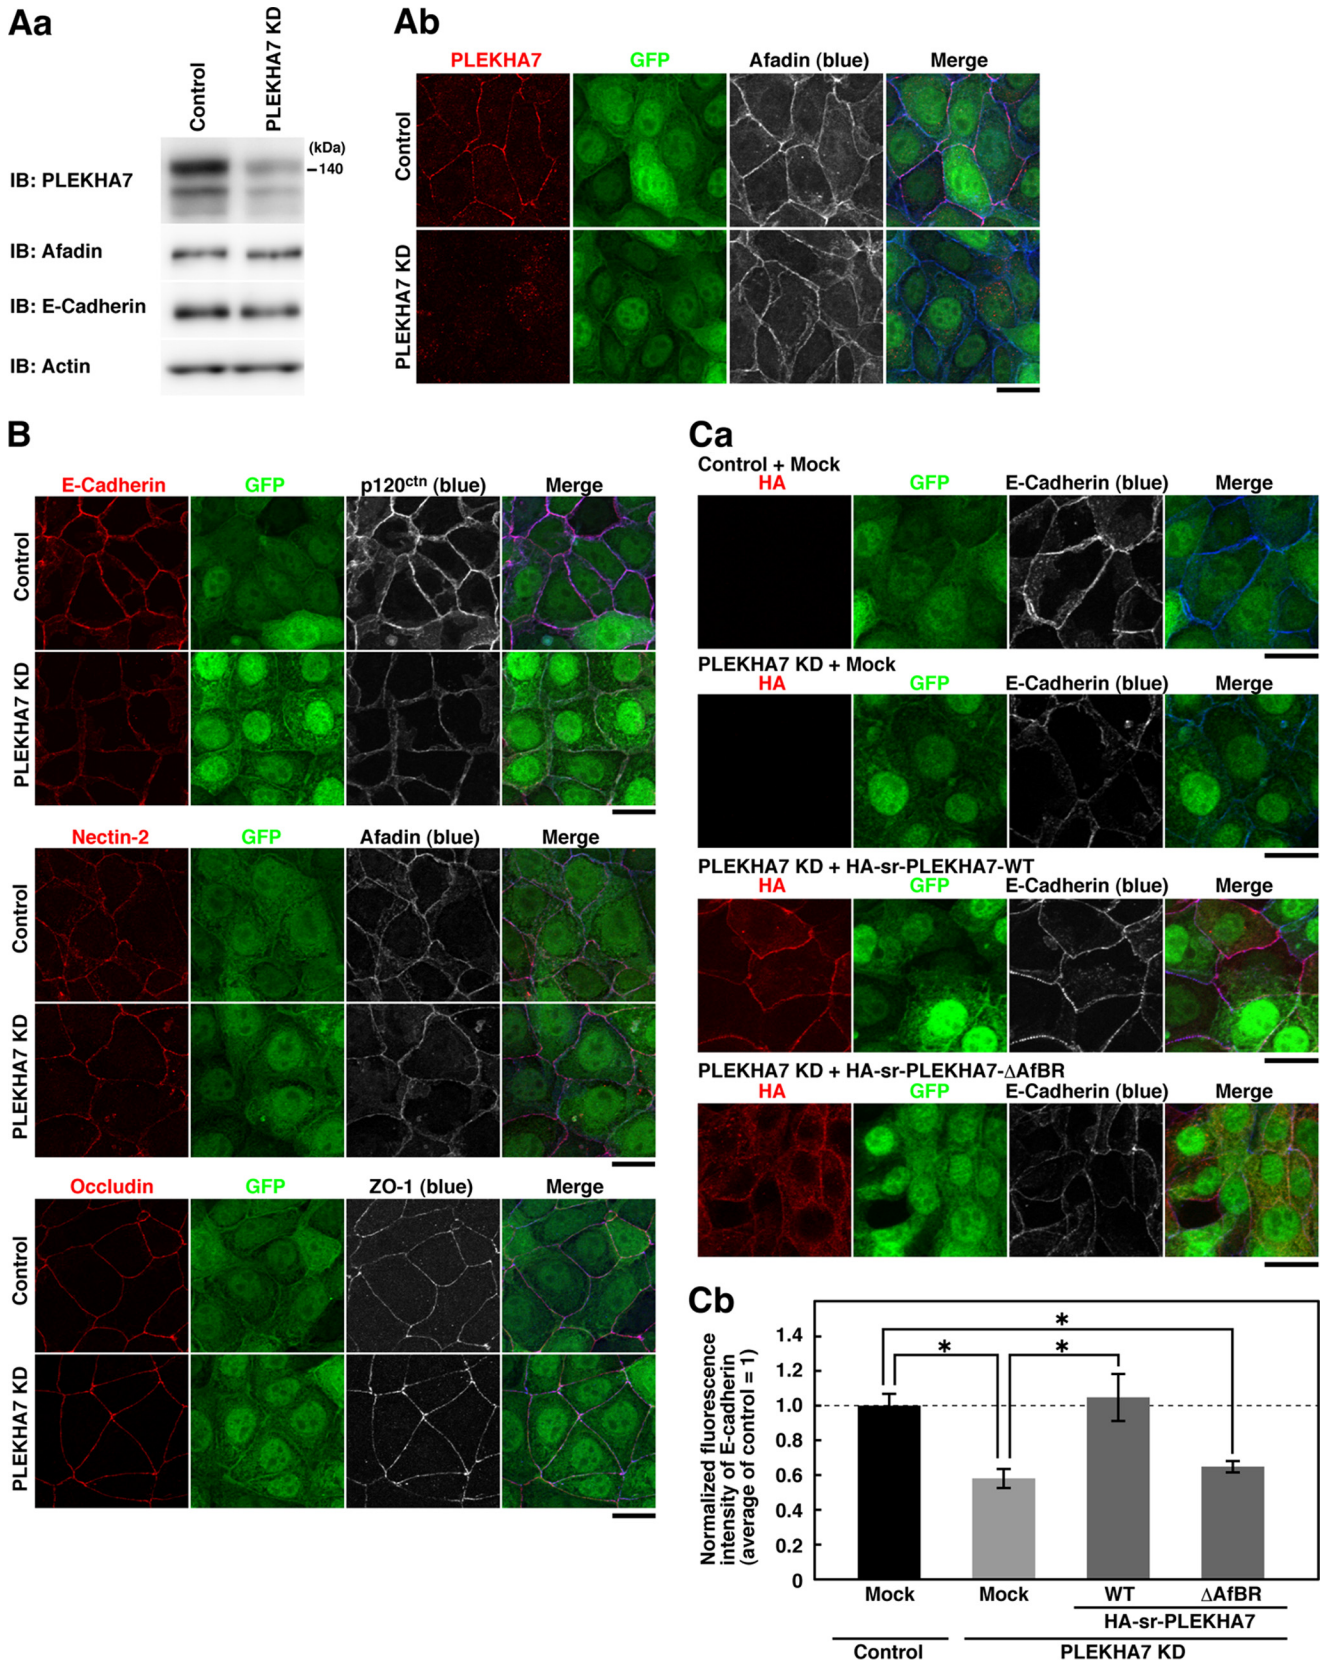 Aa
Control
PLEKHA7 KD
(kDa)
140
IB: PLEKHA7
IB: Afadin
IB: E-Cadherin
IB: Actin
Ab
PLEKHA7 GFP Afadin (blue) Merge
Control
PLEKHA7 KD
B
E-Cadherin GFP p120ctn (blue) Merge
Control
PLEKHA7 KD
Nectin-2 GFP Afadin (blue) Merge
Control
PLEKHA7 KD
Occludin GFP ZO-1 (blue) Merge
Control
PLEKHA7 KD
Ca
Control + Mock
HA GFP E-Cadherin (blue) Merge
PLEKHA7 KD + Mock
HA GFP E-Cadherin (blue) Merge
PLEKHA7 KD + HA-sr-PLEKHA7-WT
HA GFP E-Cadherin (blue) Merge
PLEKHA7 KD + HA-sr-PLEKHA7-ΔAfBR
HA GFP E-Cadherin (blue) Merge
Cb
Normalized fluorescence
intensity of E-cadherin
(average of control = 1)
1.4
1.2
1.0
0.8
0.6
0.4
0.2
0
*
* *
Mock Mock WT ΔAfBR
HA-sr-PLEKHA7
Control PLEKHA7 KD